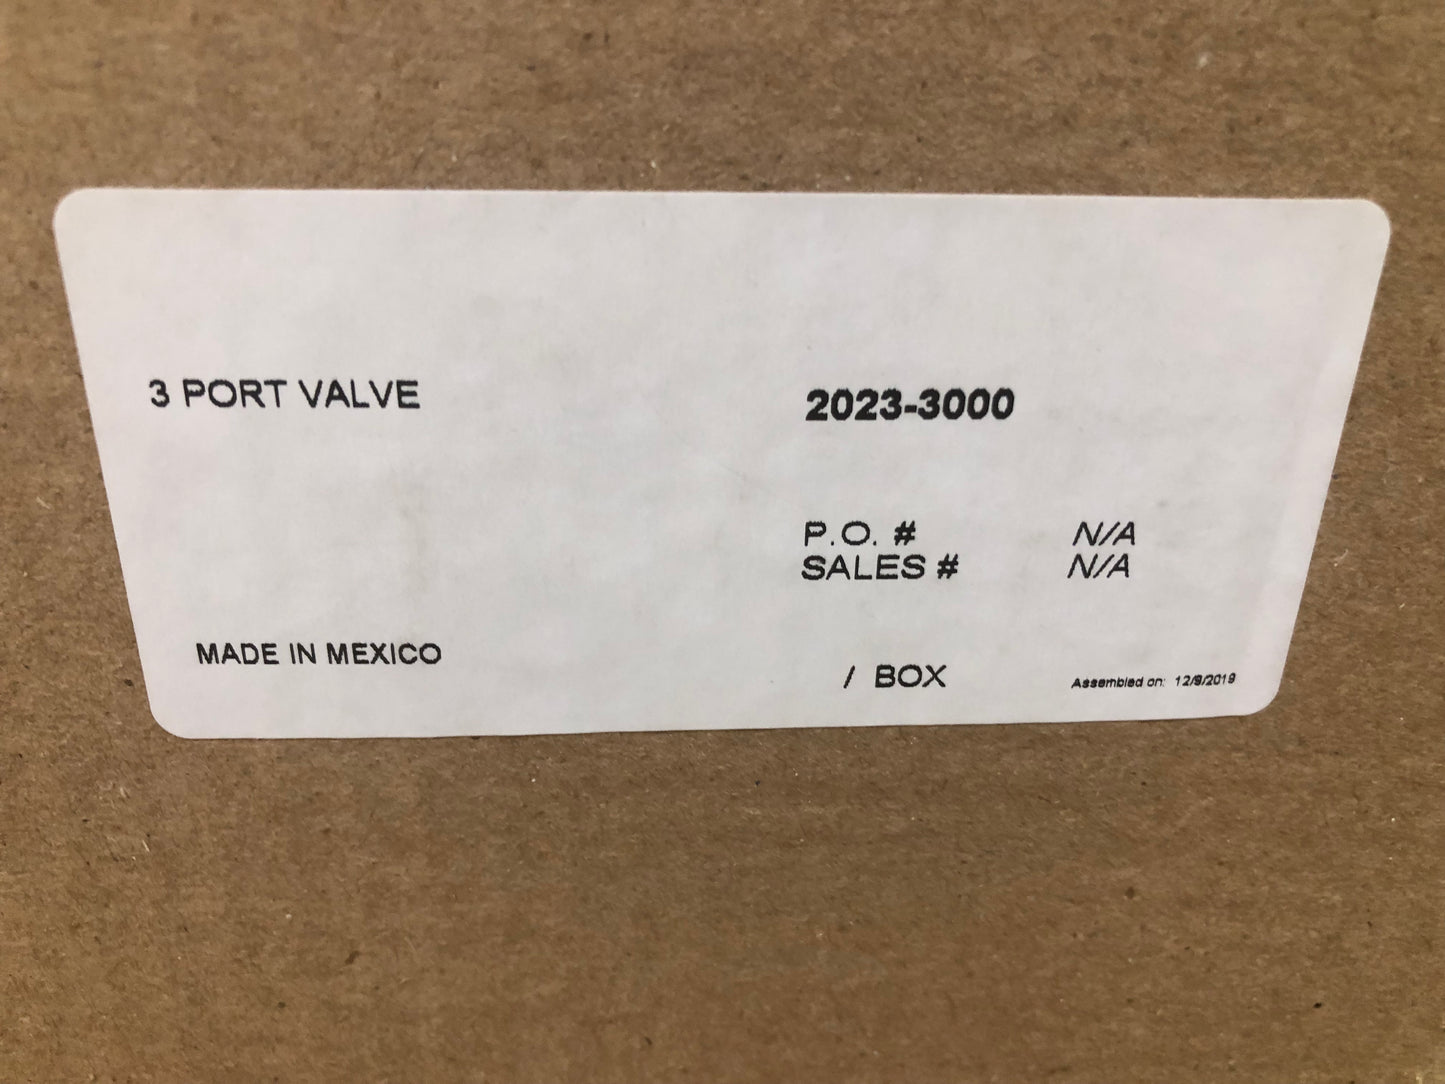 3 PORT VALVE
2023-3000
P.O. # N/A
SALES # N/A
MADE IN MEXICO
/ BOX
Assembled on: 12/9/2019